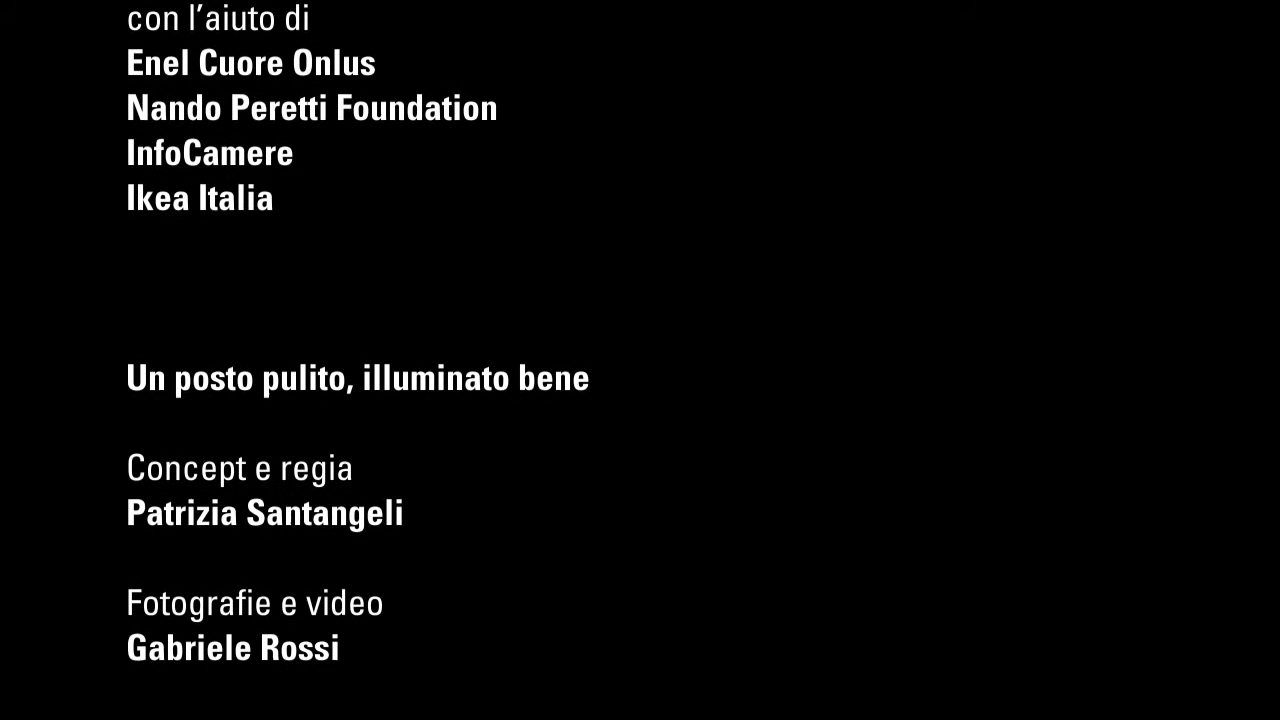 con l’aiuto di
Enel Cuore Onlus
Nando Peretti Foundation
InfoCamere
Ikea Italia
Un posto pulito, illuminato bene
Concept e regia
Patrizia Santangeli
Fotografie e video
Gabriele Rossi